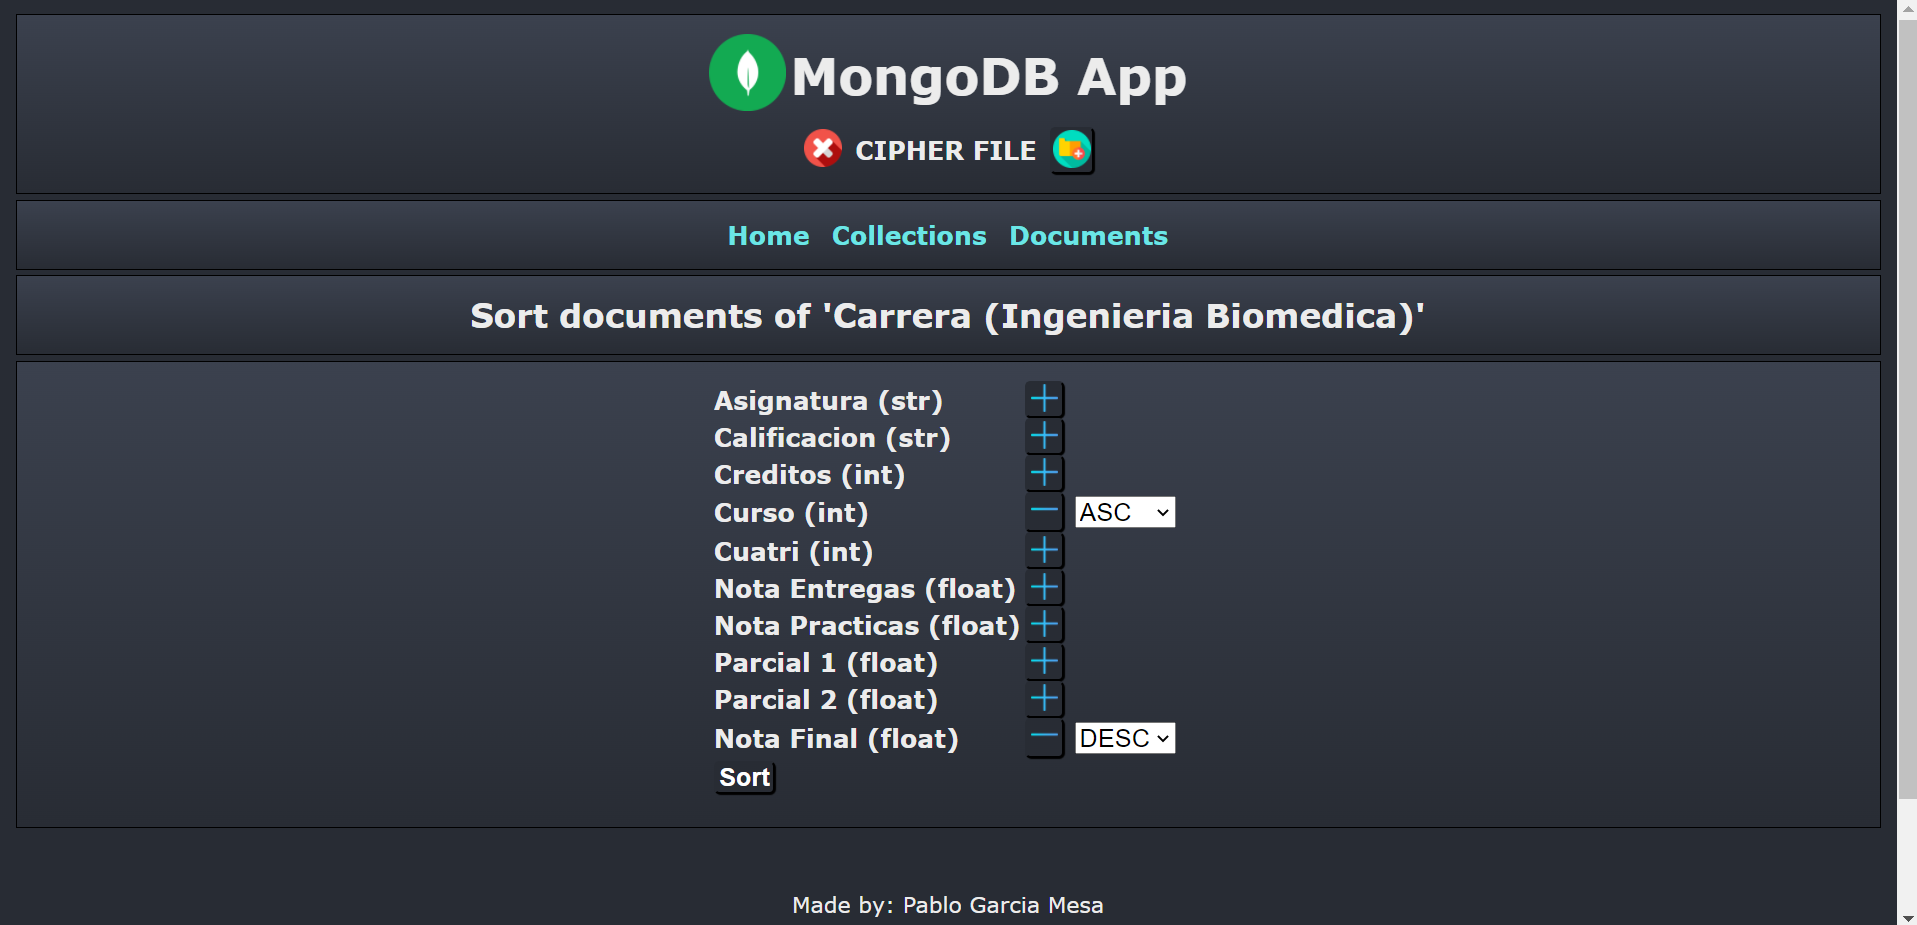 MongoDB App
CIPHER FILE
Home Collections Documents
Sort documents of 'Carrera (Ingenieria Biomedica)'
Asignatura (str)
Calificacion (str)
Creditos (int)
Curso (int) ASC
Cuatri (int)
Nota Entregas (float)
Nota Practicas (float)
Parcial 1 (float)
Parcial 2 (float)
Nota Final (float) DESC
Sort
Made by: Pablo Garcia Mesa